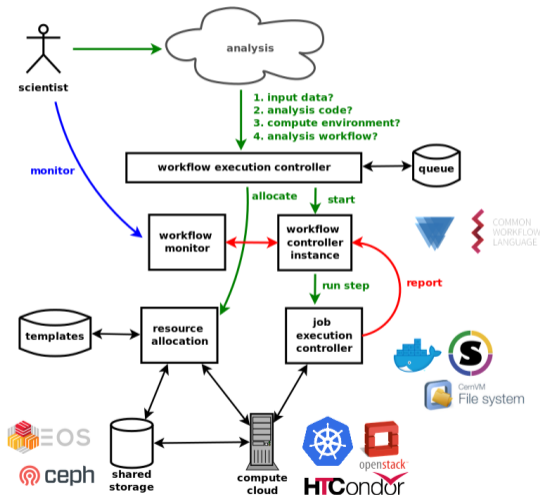 scientist
analysis
1. input data?
2. analysis code?
3. compute environment?
4. analysis workflow?
monitor
workflow execution controller
queue
allocate
start
workflow
monitor
workflow
controller
instance
COMMON
WORKFLOW
LANGUAGE
run step
report
templates
resource
allocation
job
execution
controller
S
CernVM
File system
EOS
ceph
shared
storage
compute
cloud
openstack
HTCondor